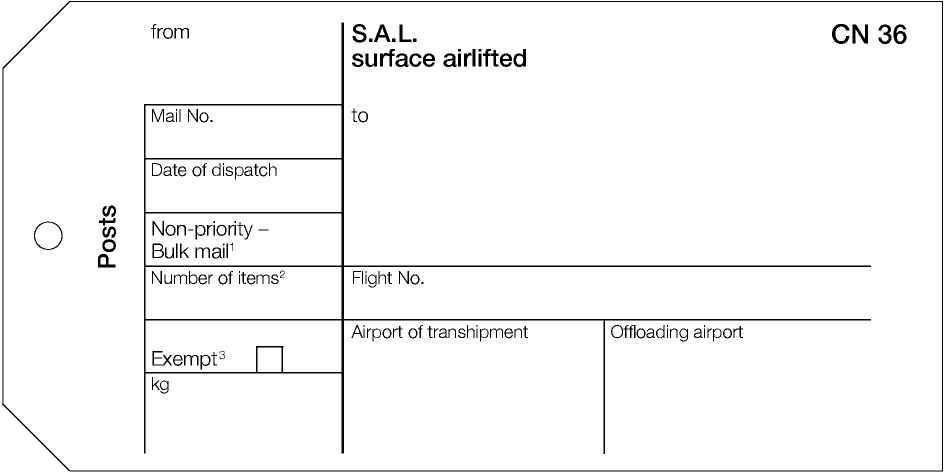 from
S.A.L.
surface airlifted
CN 36
Mail No.
to
Date of dispatch
Posts
Non-priority –
Bulk mail¹
Number of items²
Flight No.
Airport of transhipment
Offloading airport
Exempt³
kg